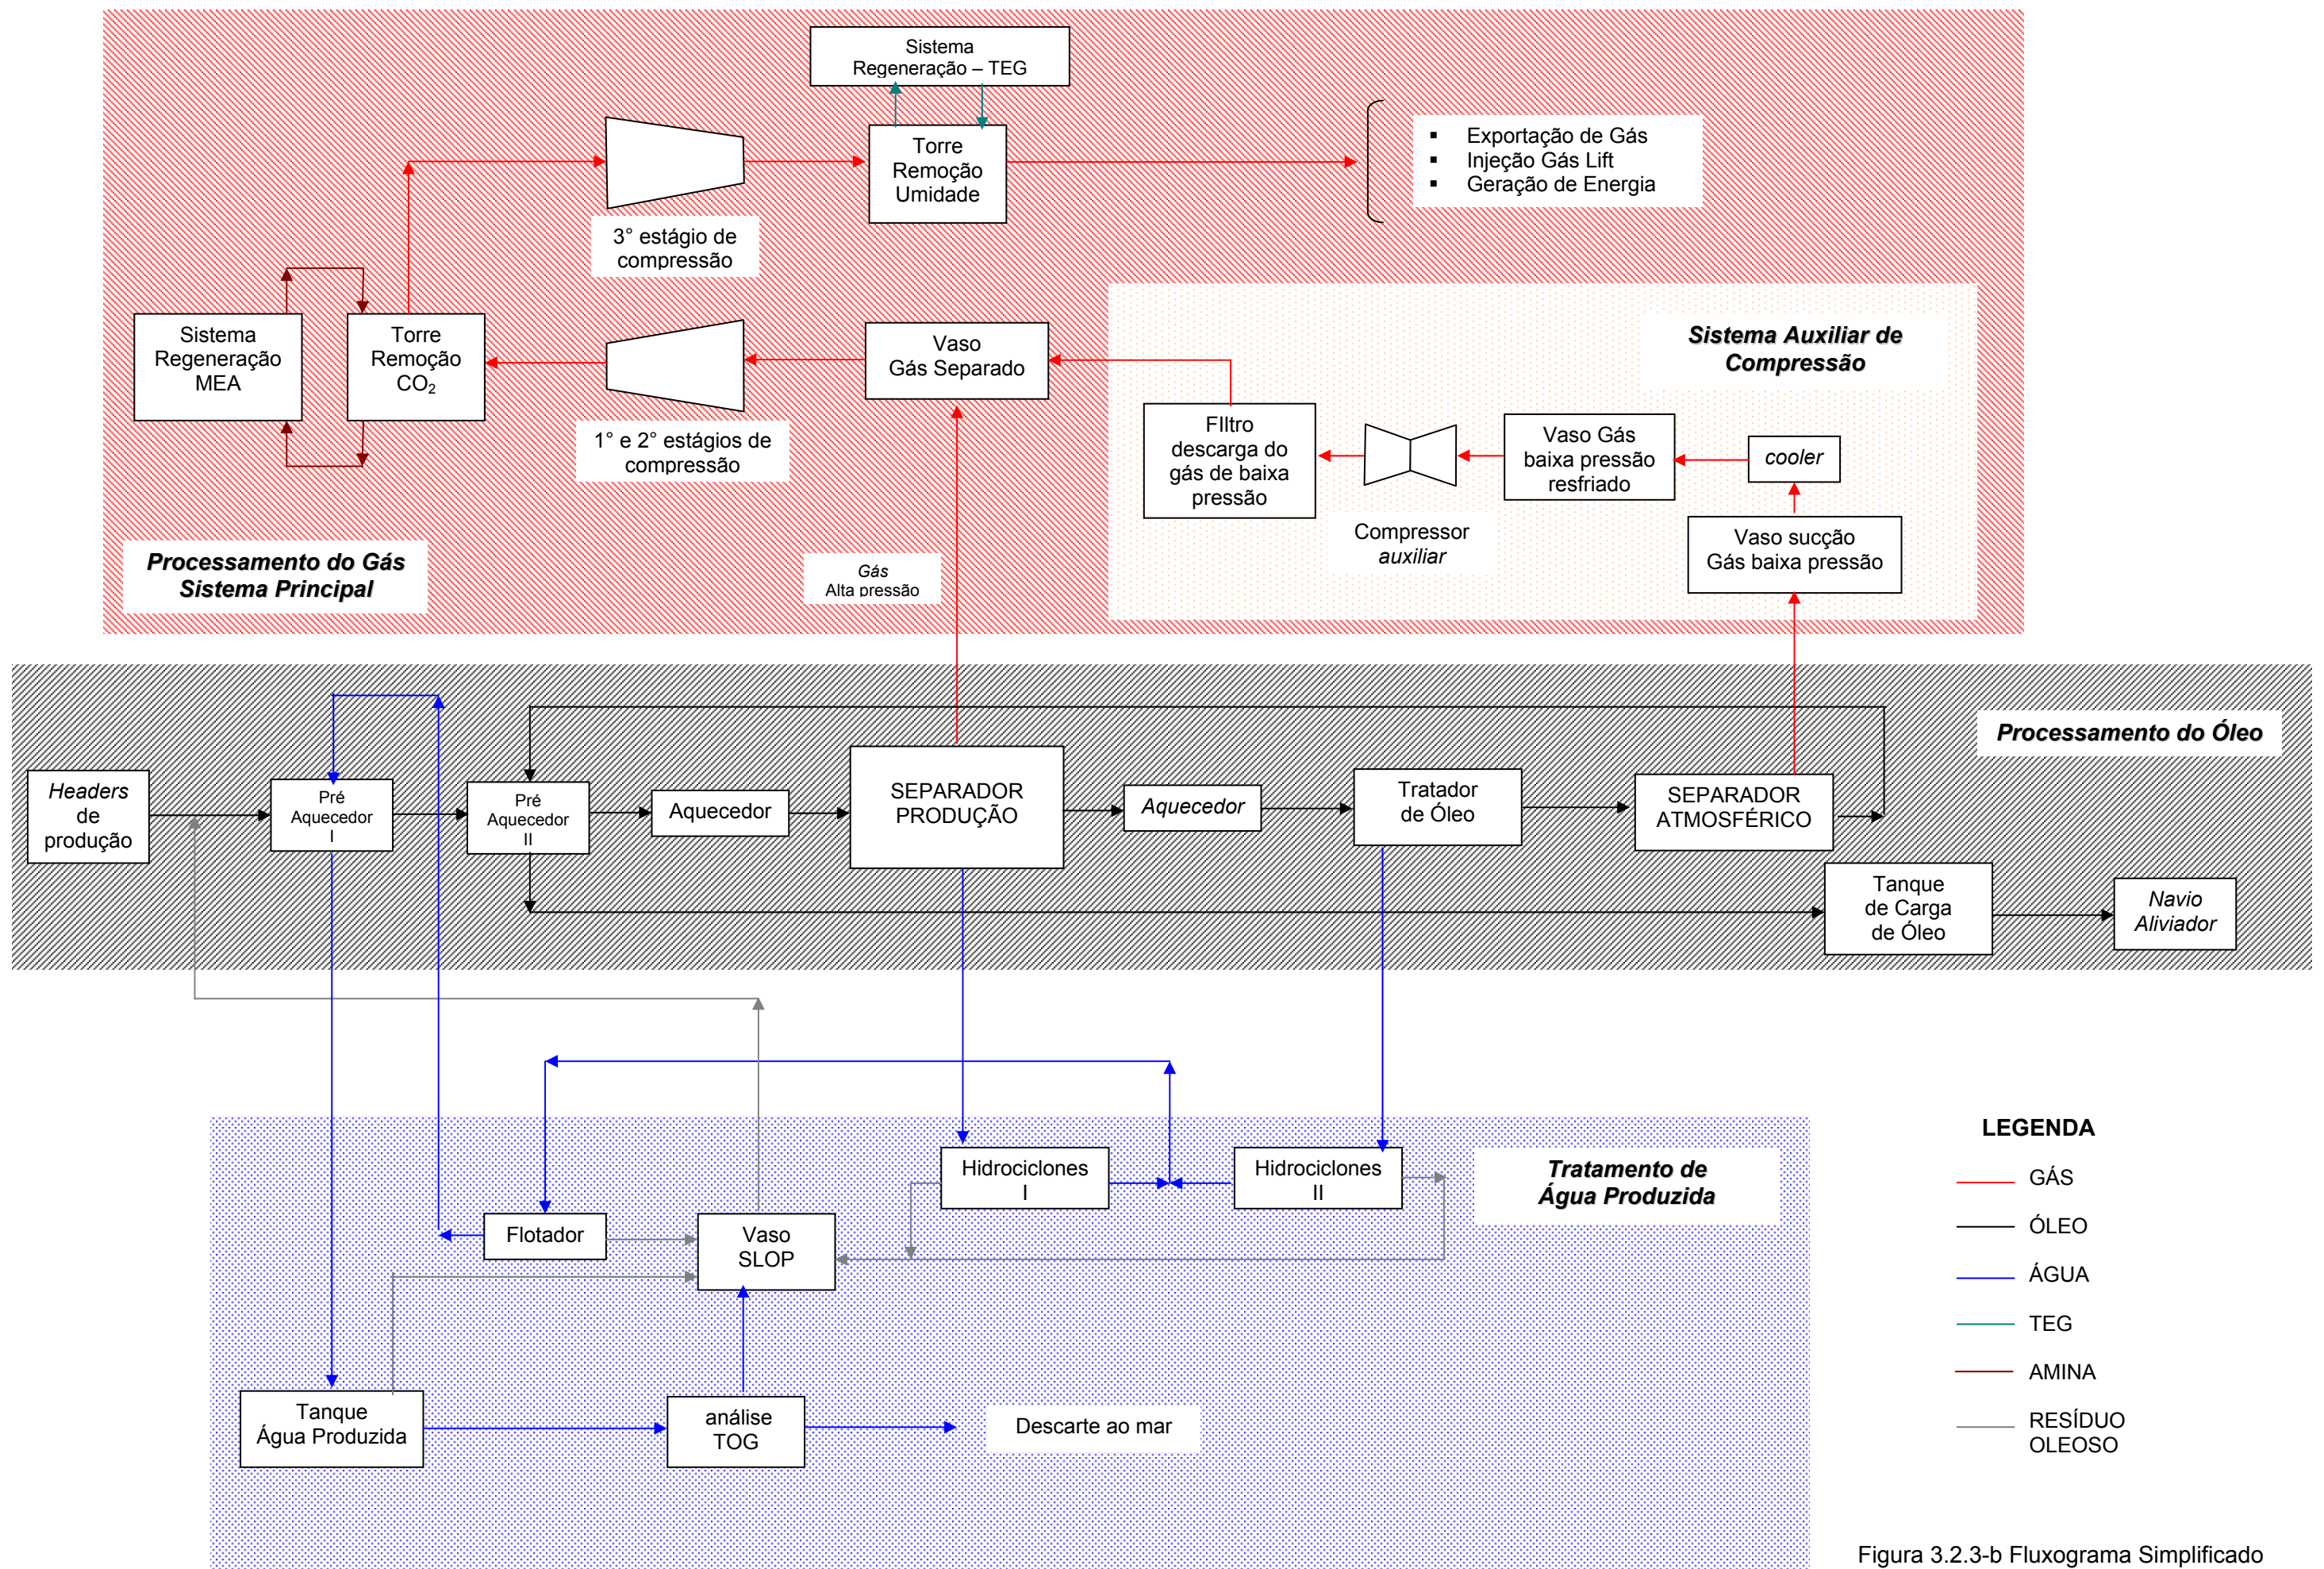 Sistema
Regeneração – TEG
Torre
Remoção
Umidade
▪ Exportação de Gás
▪ Injeção Gás Lift
▪ Geração de Energia
3° estágio de
compressão
Sistema
Regeneração
MEA
Torre
Remoção
CO₂
1° e 2° estágios de
compressão
Vaso
Gás Separado
Sistema Auxiliar de
Compressão
FIltro
descarga do
gás de baixa
pressão
Compressor
auxiliar
Vaso Gás
baixa pressão
resfriado
cooler
Vaso sucção
Gás baixa pressão
Processamento do Gás
Sistema Principal
Gás
Alta pressão
Processamento do Óleo
Headers
de
produção
Pré
Aquecedor
I
Pré
Aquecedor
II
Aquecedor
SEPARADOR
PRODUÇÃO
Aquecedor
Tratador
de Óleo
SEPARADOR
ATMOSFÉRICO
Tanque
de Carga
de Óleo
Navio
Aliviador
Hidrociclones
I
Hidrociclones
II
Tratamento de
Água Produzida
Flotador
Vaso
SLOP
Tanque
Água Produzida
análise
TOG
Descarte ao mar
LEGENDA
GÁS
ÓLEO
ÁGUA
TEG
AMINA
RESÍDUO
OLEOSO
Figura 3.2.3-b Fluxograma Simplificado